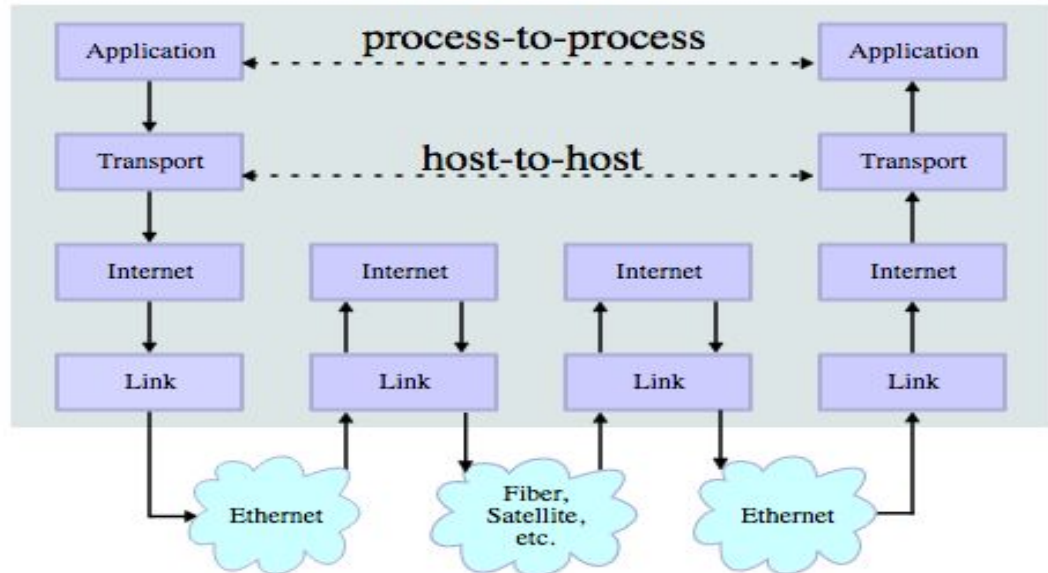 process-to-process
Application
Application
host-to-host
Transport
Transport
Internet
Internet
Internet
Internet
Link
Link
Link
Link
Ethernet
Fiber,
Satellite,
etc.
Ethernet